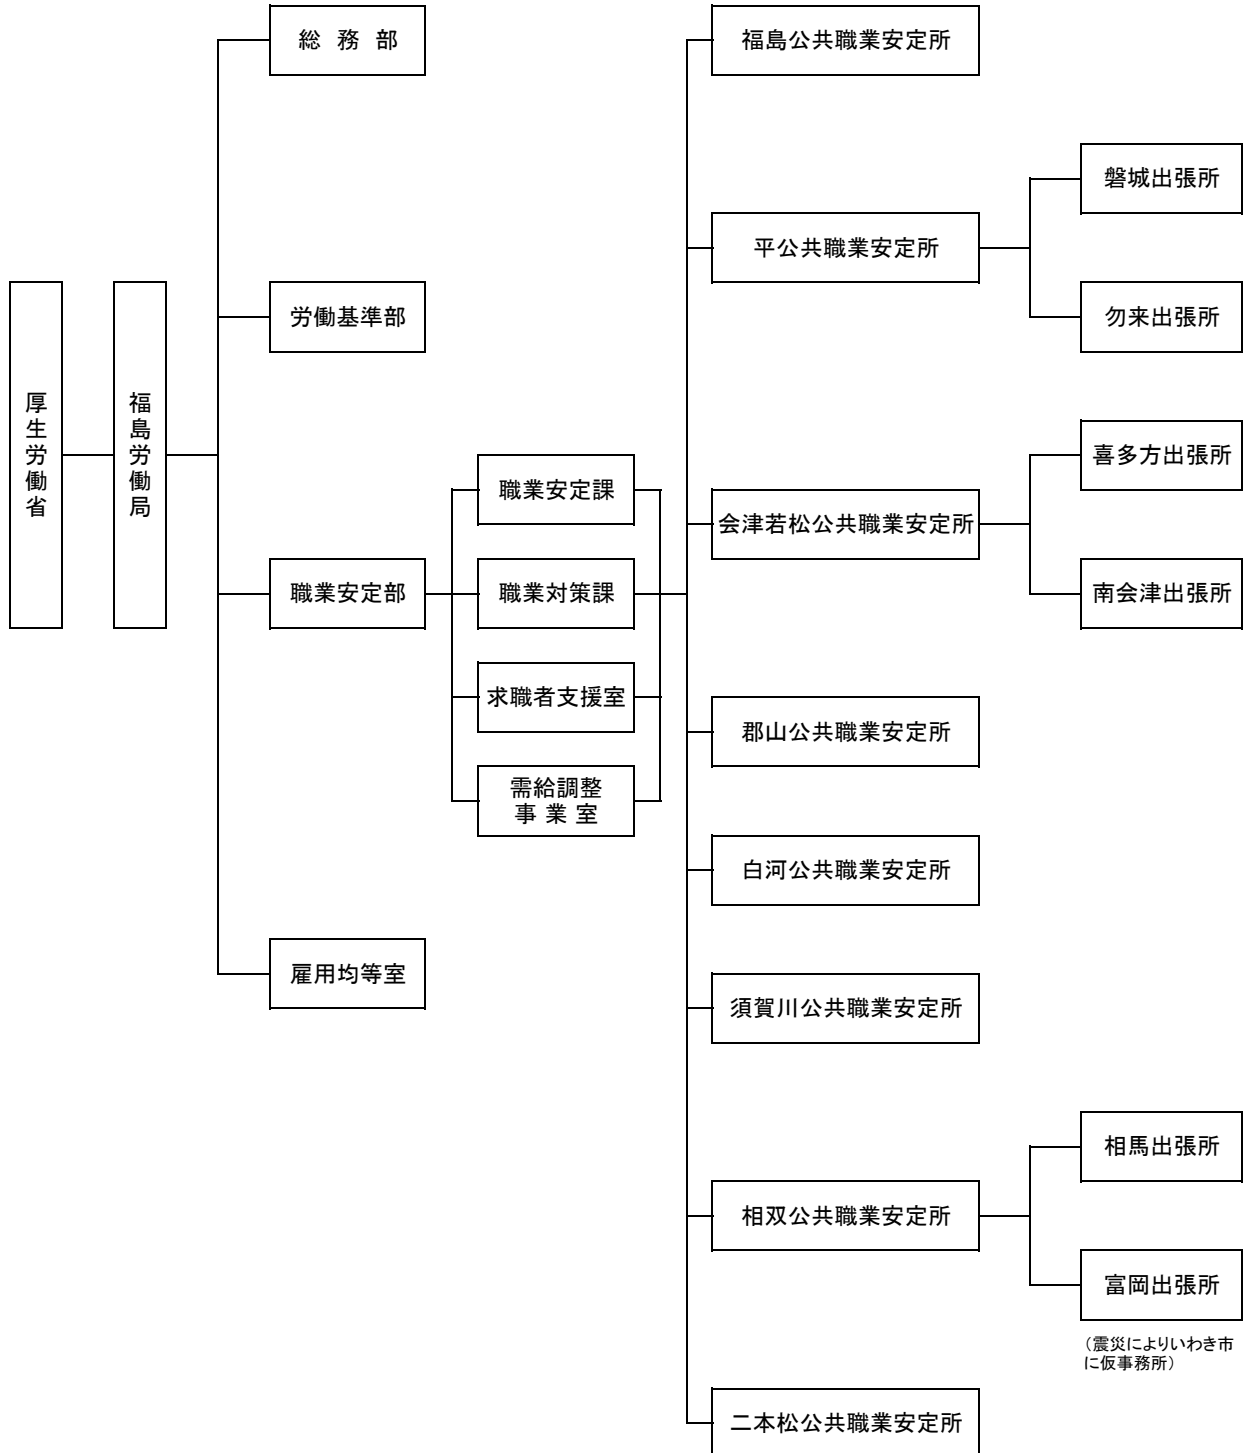 厚生労働省
福島労働局
総務部
労働基準部
職業安定部
雇用均等室
職業安定課
職業対策課
求職者支援室
需給調整
事業室
福島公共職業安定所
平公共職業安定所
磐城出張所
勿来出張所
会津若松公共職業安定所
喜多方出張所
南会津出張所
郡山公共職業安定所
白河公共職業安定所
須賀川公共職業安定所
相双公共職業安定所
相馬出張所
富岡出張所
（震災によりいわき市
に仮事務所）
二本松公共職業安定所